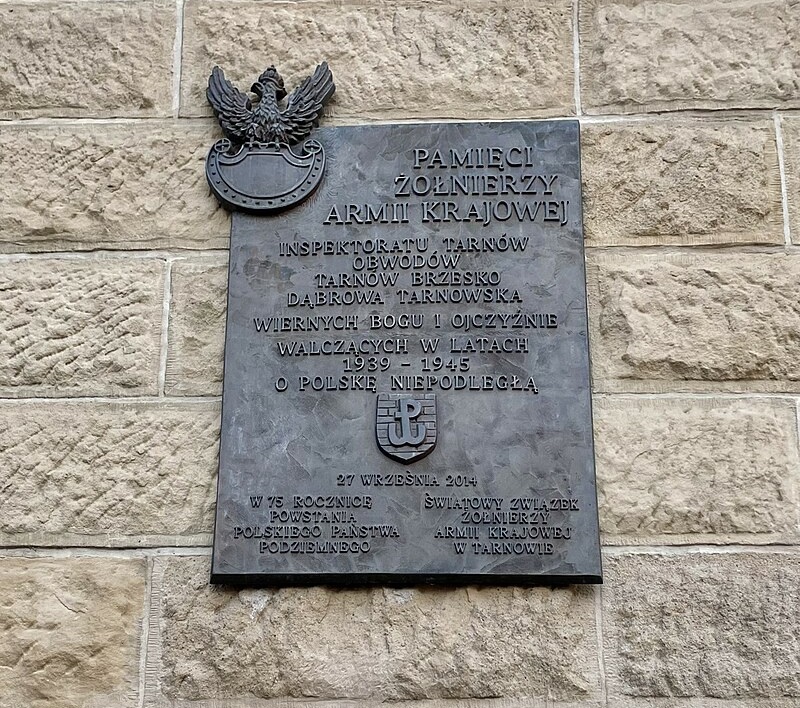 PAMIĘCI
ŻOŁNIERZY
ARMII KRAJOWEJ
INSPEKTORATU TARNÓW
OBWODÓW
TARNÓW BRZESKO
DĄBROWA TARNOWSKA
WIERNYCH BOGU I OJCZYŹNIE
WALCZĄCYCH W LATACH
1939 – 1945
O POLSKĘ NIEPODLEGŁĄ
27 WRZEŚNIA 2014
W 75 ROCZNICĘ
POWSTANIA
POLSKIEGO PAŃSTWA
PODZIEMNEGO
ŚWIATOWY ZWIĄZEK
ŻOŁNIERZY
ARMII KRAJOWEJ
W TARNOWIE